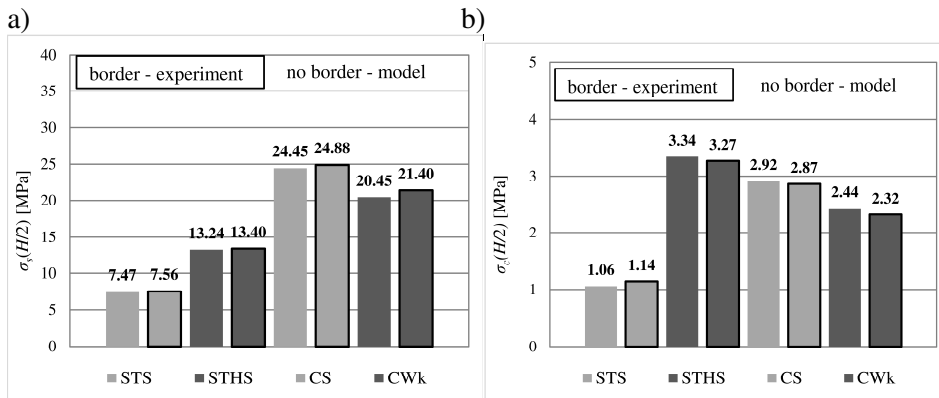 a)
40
35
30
25
20
15
10
5
0
σs(H/2) [MPa]
border - experiment
no border - model
7.47
7.56
13.24
13.40
24.45
24.88
20.45
21.40
STS
STHS
CS
CWk
b)
5
4
3
2
1
0
σc(H/2) [MPa]
border - experiment
no border - model
1.06
1.14
3.34
3.27
2.92
2.87
2.44
2.32
STS
STHS
CS
CWk